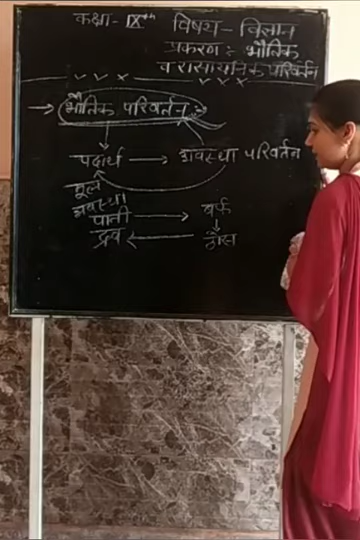 कक्षा - IXth विषय - विज्ञान
प्रकरण :- भौतिक
व रासायनिक परिवर्तन
→ भौतिक परिवर्तन :-
पदार्थ → अवस्था परिवर्तन
मूल
अवस्था
पानी → बर्फ
द्रव ← ठोस